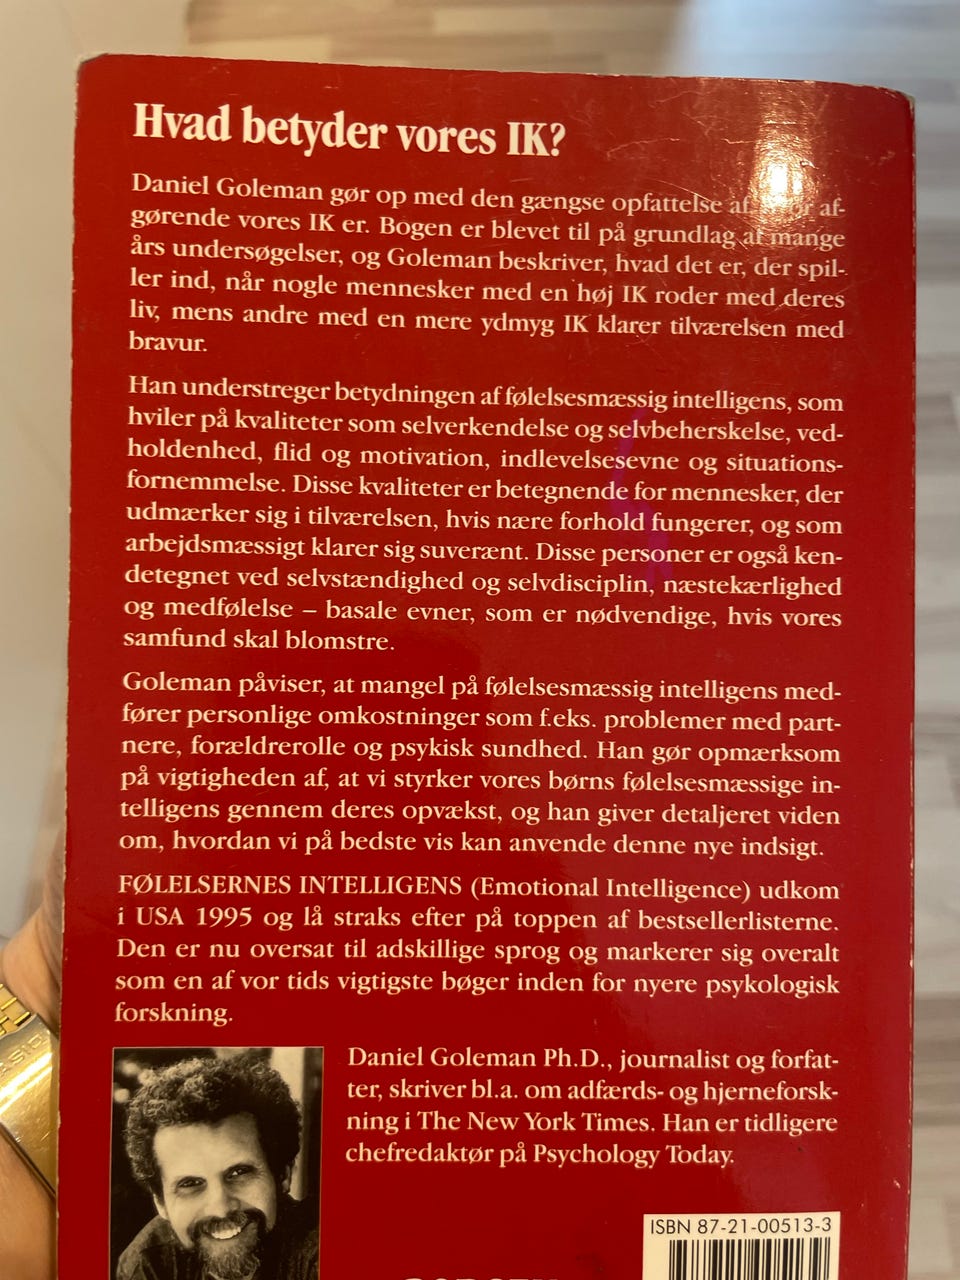 Hvad betyder vores IK?
Daniel Goleman gør op med den gængse opfattelse af, af-
gørende vores IK er. Bogen er blevet til på grundlag af mange
års undersøgelser, og Goleman beskriver, hvad det er, der spil-
ler ind, når nogle mennesker med en høj IK roder med deres
liv, mens andre med en mere ydmyg IK klarer tilværelsen med
bravur.
Han understreger betydningen af følelsesmæssig intelligens, som
hviler på kvaliteter som selverkendelse og selvbeherskelse, ved-
holdenhed, flid og motivation, indlevelsesevne og situations-
fornemmelse. Disse kvaliteter er betegnende for mennesker, der
udmærker sig i tilværelsen, hvis nære forhold fungerer, og som
arbejdsmæssigt klarer sig suverænt. Disse personer er også ken-
detegnet ved selvstændighed og selvdisciplin, næstekærlighed
og medfølelse – basale evner, som er nødvendige, hvis vores
samfund skal blomstre.
Goleman påviser, at mangel på følelsesmæssig intelligens med-
fører personlige omkostninger som f.eks. problemer med part-
nere, forældrerolle og psykisk sundhed. Han gør opmærksom
på vigtigheden af, at vi styrker vores børns følelsesmæssige in-
telligens gennem deres opvækst, og han giver detaljeret viden
om, hvordan vi på bedste vis kan anvende denne nye indsigt.
FØLELSERNES INTELLIGENS (Emotional Intelligence) udkom
i USA 1995 og lå straks efter på toppen af bestsellerlisterne.
Den er nu oversat til adskillige sprog og markerer sig overalt
som en af vor tids vigtigste bøger inden for nyere psykologisk
forskning.
Daniel Goleman Ph.D., journalist og forfat-
ter, skriver bl.a. om adfærds- og hjerneforsk-
ning i The New York Times. Han er tidligere
chefredaktør på Psychology Today.
ISBN 87-21-00513-3